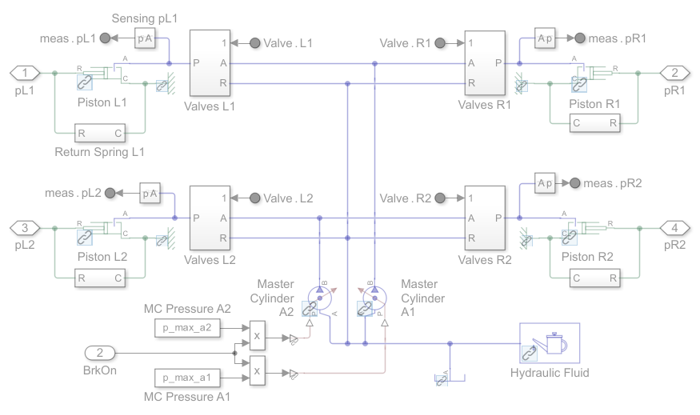 Sensing pL1
meas.pL1
pA
Valve.L1
Valve.R1
Ap
meas.pR1
1
pL1
R
A
C
Piston L1
P
1
A
R
Valves L1
1
A
R
P
Valves R1
A
C
R
Piston R1
2
pR1
R C
Return Spring L1
C R
meas.pL2
pA
Valve.L2
Valve.R2
Ap
meas.pR2
3
pL2
R
A
C
Piston L2
P
1
A
R
Valves L2
1
A
R
P
Valves R2
A
C
R
Piston R2
4
pR2
R C
C R
Master
Cylinder
A2
B
P
A
B
P
Master
Cylinder
A1
MC Pressure A2
p_max_a2
x
2
BrkOn
p_max_a1
x
MC Pressure A1
A
Hydraulic Fluid